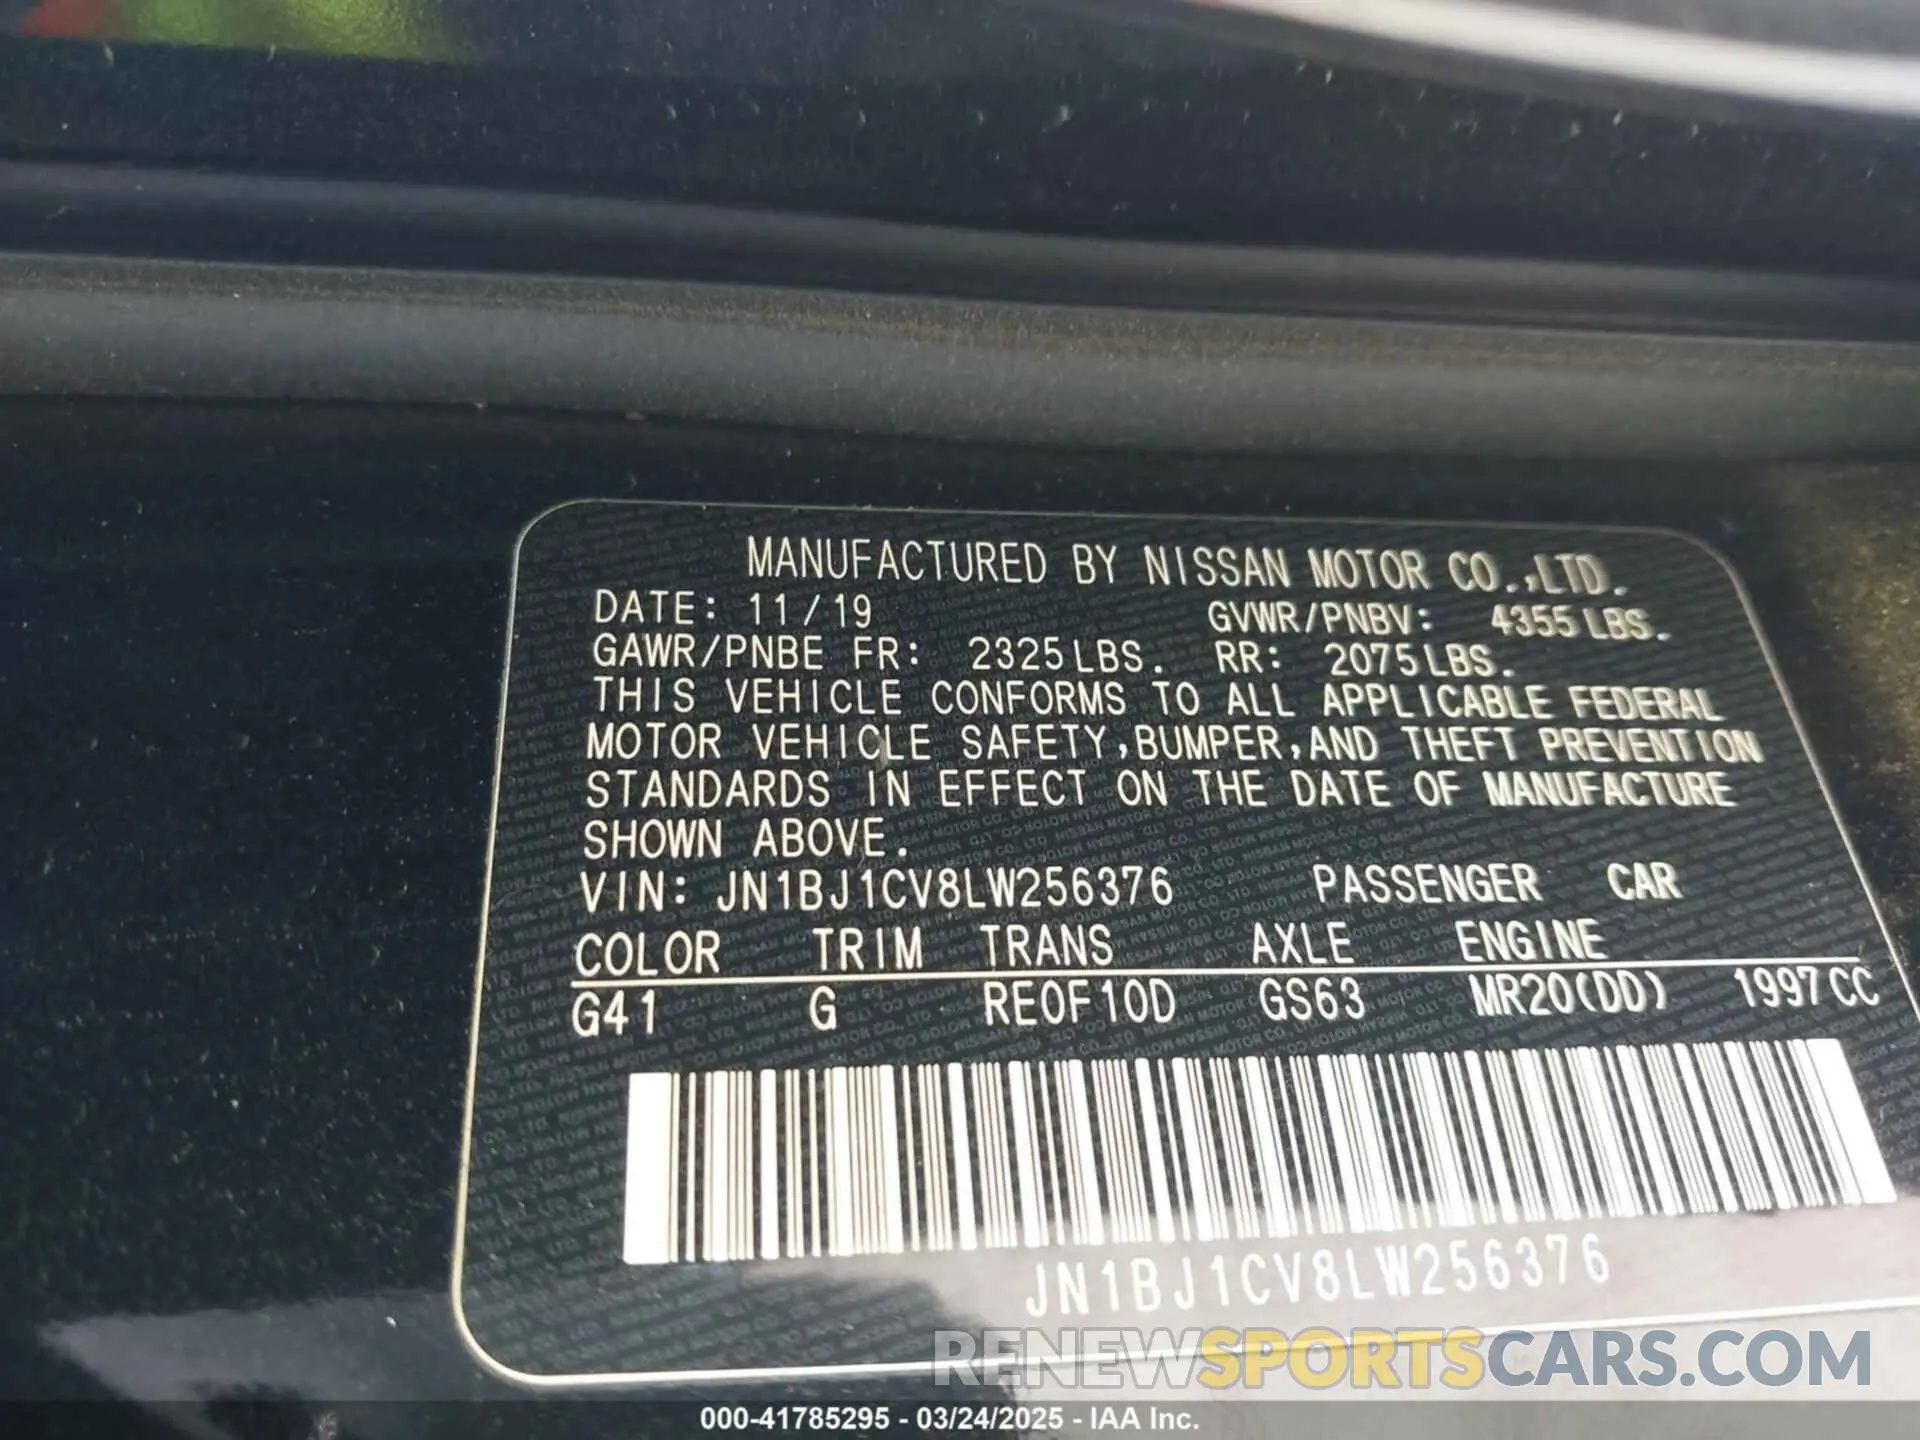 MANUFACTURED BY NISSAN MOTOR CO.,LTD.
DATE: 11/19 GVWR/PNBV: 4355 LBS.
GAWR/PNBE FR: 2325 LBS. RR: 2075 LBS.
THIS VEHICLE CONFORMS TO ALL APPLICABLE FEDERAL
MOTOR VEHICLE SAFETY,BUMPER,AND THEFT PREVENTION
STANDARDS IN EFFECT ON THE DATE OF MANUFACTURE
SHOWN ABOVE.
VIN: JN1BJ1CV8LW256376 PASSENGER CAR
COLOR TRIM TRANS AXLE ENGINE
G41 G RE0F10D GS63 MR20(DD) 1997 CC
JN1BJ1CV8LW256376
RENEWSPORTSCARS.COM
000-41785295 - 03/24/2025 - IAA Inc.